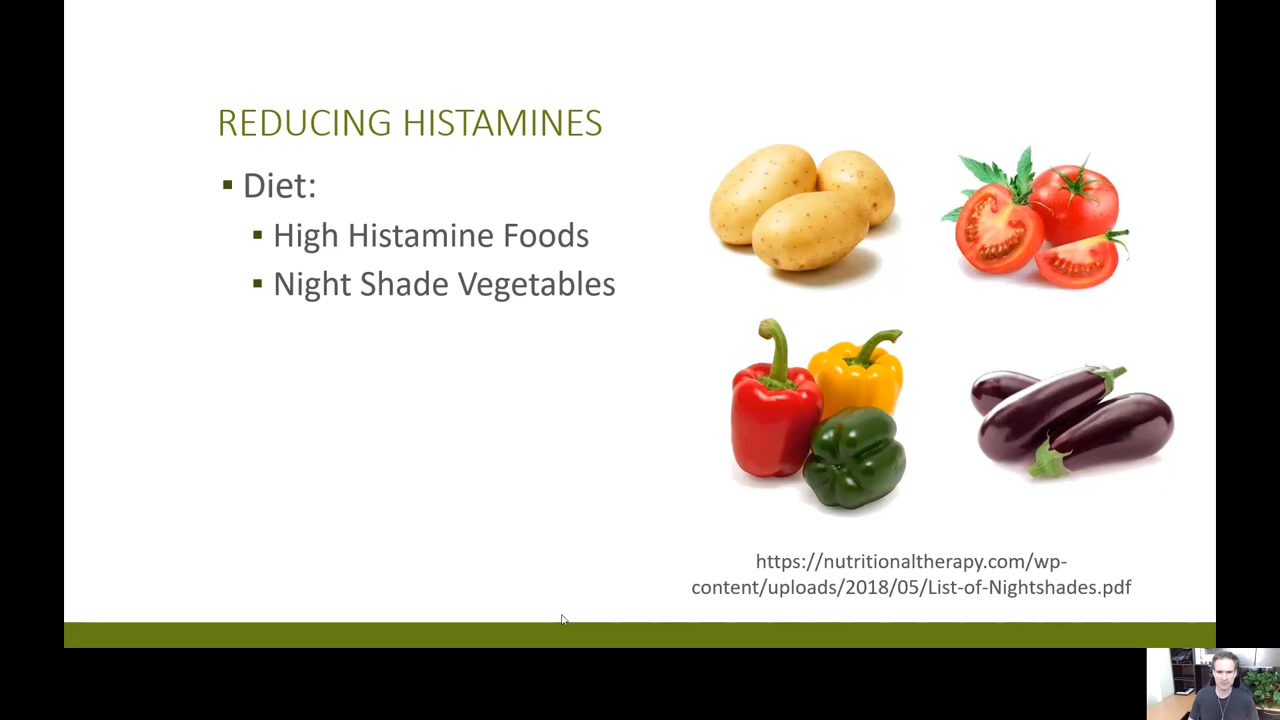 REDUCING HISTAMINES
▪ Diet:
▪ High Histamine Foods
▪ Night Shade Vegetables
https://nutritionaltherapy.com/wp-
content/uploads/2018/05/List-of-Nightshades.pdf